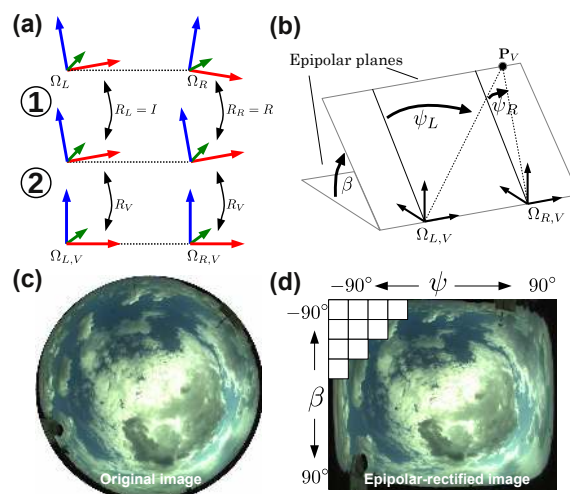 (a)
Ω_L
Ω_R
1
R_L = I
R_R = R
2
R_V
R_V
Ω_{L,V}
Ω_{R,V}
(b)
Epipolar planes
P_V
ψ_L
ψ_R
β
Ω_{L,V}
Ω_{R,V}
(c)
Original image
(d)
−90° ψ 90°
−90°
β
90°
Epipolar-rectified image